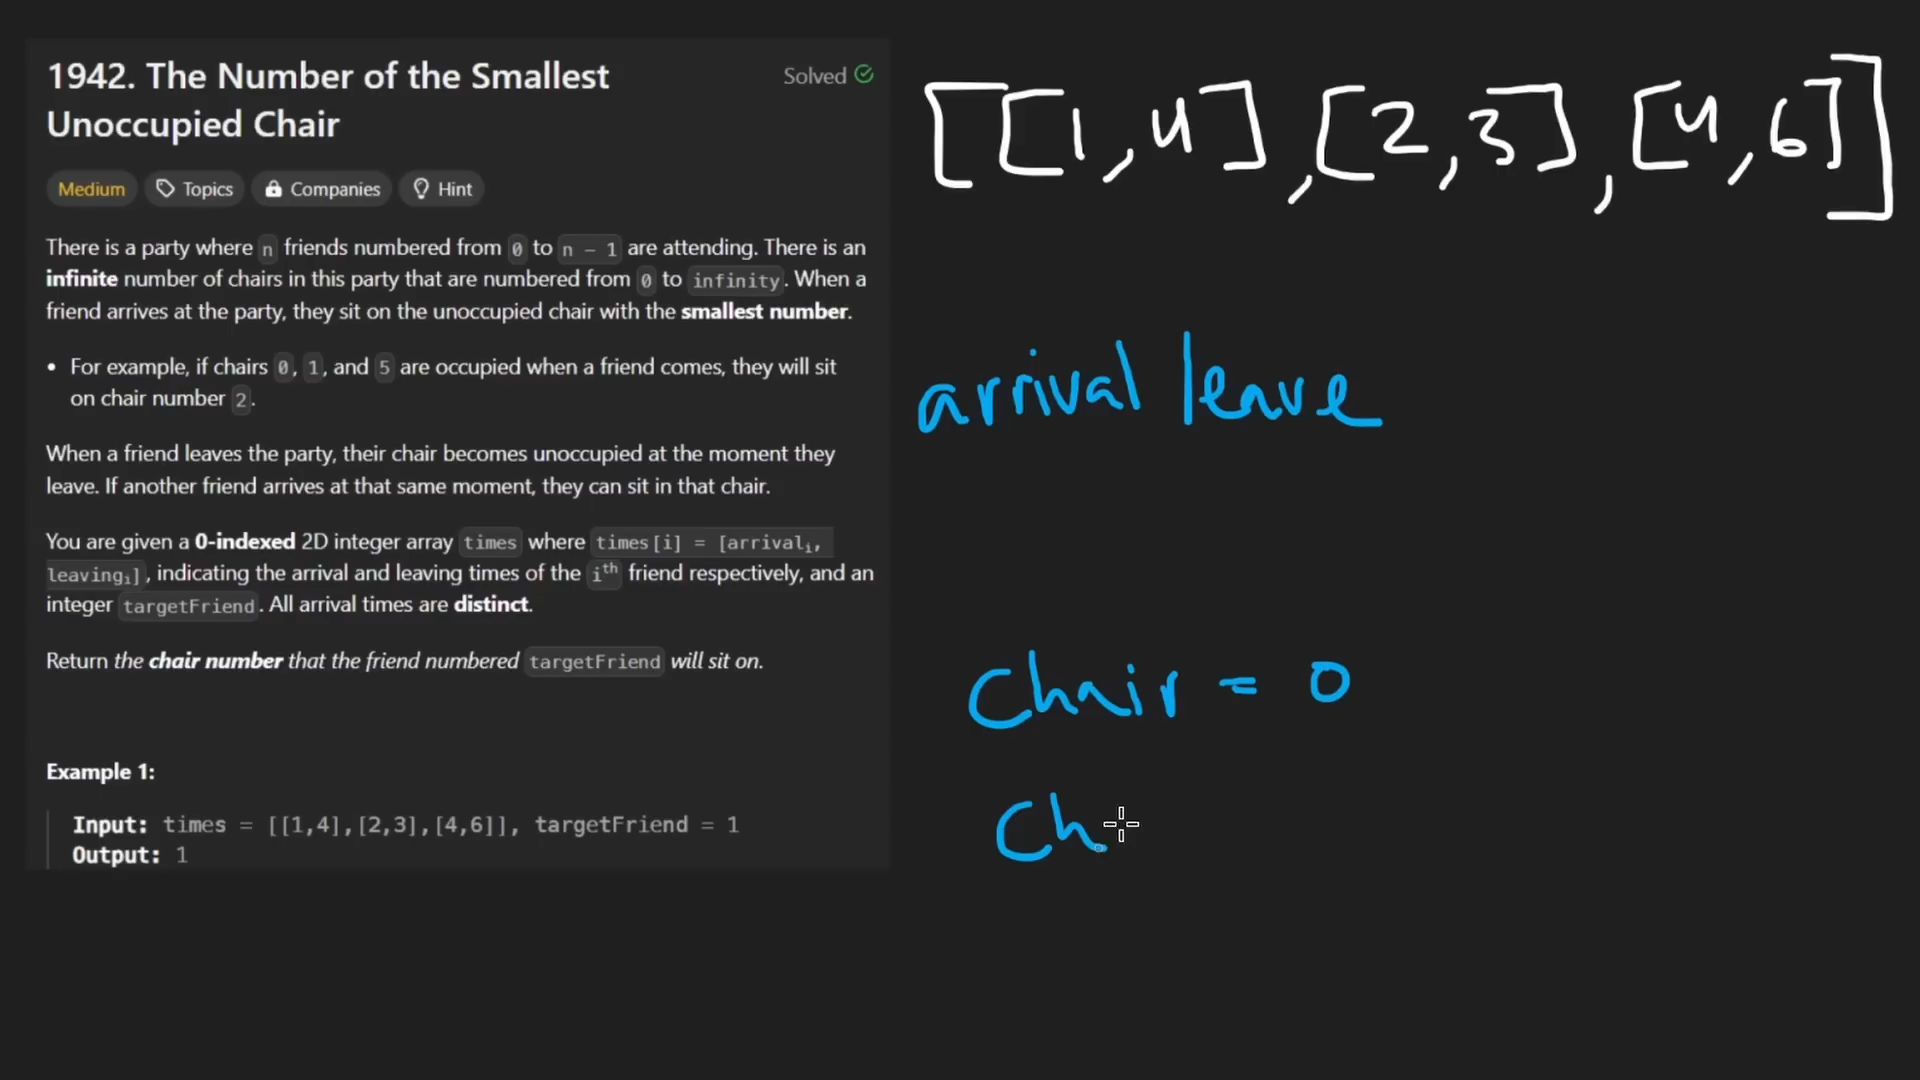 1942. The Number of the Smallest
Unoccupied Chair
Solved
Medium Topics Companies Hint
There is a party where n friends numbered from 0 to n - 1 are attending. There is an
infinite number of chairs in this party that are numbered from 0 to infinity. When a
friend arrives at the party, they sit on the unoccupied chair with the smallest number.
• For example, if chairs 0, 1, and 5 are occupied when a friend comes, they will sit
on chair number 2.
When a friend leaves the party, their chair becomes unoccupied at the moment they
leave. If another friend arrives at that same moment, they can sit in that chair.
You are given a 0-indexed 2D integer array times where times[i] = [arrivalᵢ,
leavingᵢ], indicating the arrival and leaving times of the iᵗʰ friend respectively, and an
integer targetFriend. All arrival times are distinct.
Return the chair number that the friend numbered targetFriend will sit on.
Example 1:
Input: times = [[1,4],[2,3],[4,6]], targetFriend = 1
Output: 1
[[1,4],[2,3],[4,6]]
arrival leave
Chair = 0
Ch